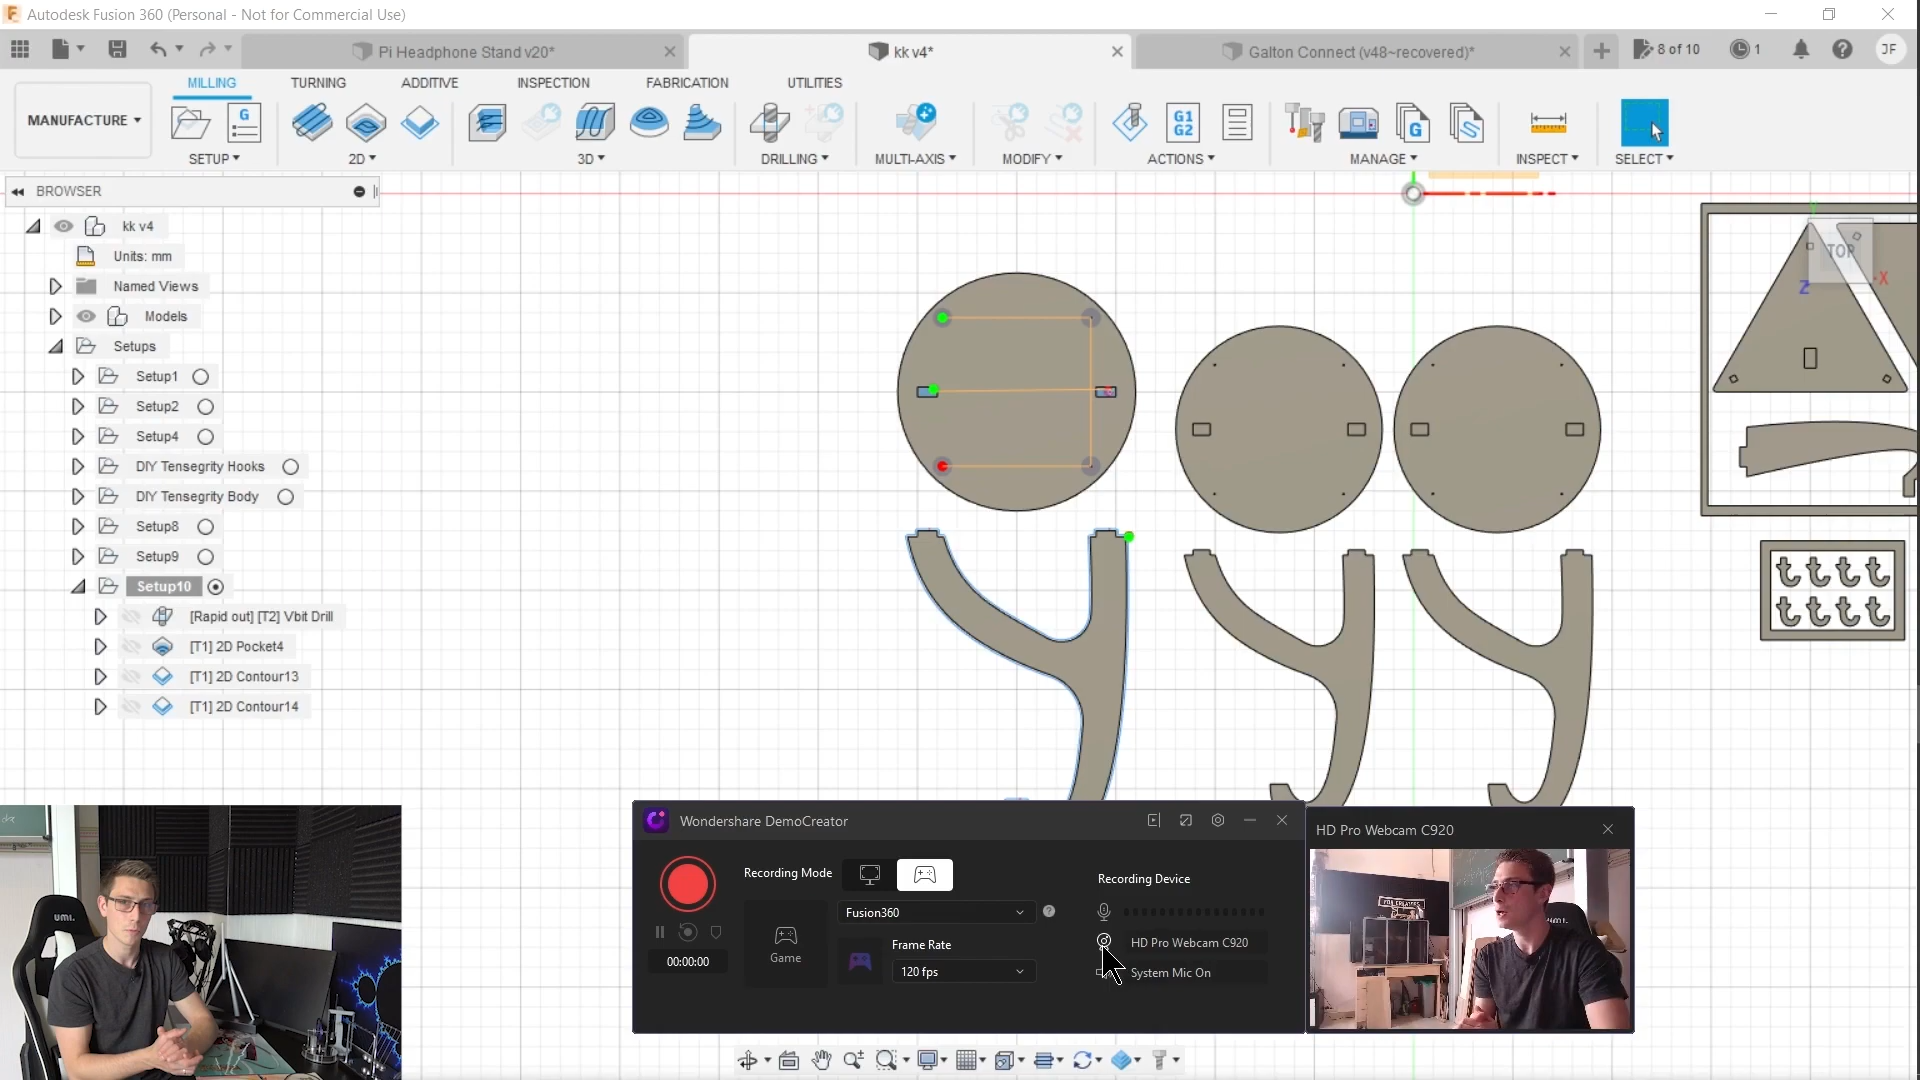 Autodesk Fusion 360 (Personal - Not for Commercial Use)
Pi Headphone Stand v20*
kk v4*
Galton Connect (v48~recovered)*
8 of 10
1
JF
MILLING
TURNING
ADDITIVE
INSPECTION
FABRICATION
UTILITIES
MANUFACTURE
G
G1
G2
G
SETUP
2D
3D
DRILLING
MULTI-AXIS
MODIFY
ACTIONS
MANAGE
INSPECT
SELECT
BROWSER
kk v4
Units: mm
Named Views
Models
Setups
Setup1
Setup2
Setup4
DIY Tensegrity Hooks
DIY Tensegrity Body
Setup8
Setup9
Setup10
[Rapid out] [T2] Vbit Drill
[T1] 2D Pocket4
[T1] 2D Contour13
[T1] 2D Contour14
Y
TOP
X
Z
Wondershare DemoCreator
Recording Mode
Fusion360
Game
Frame Rate
120 fps
00:00:00
Recording Device
HD Pro Webcam C920
System Mic On
HD Pro Webcam C920
umi.